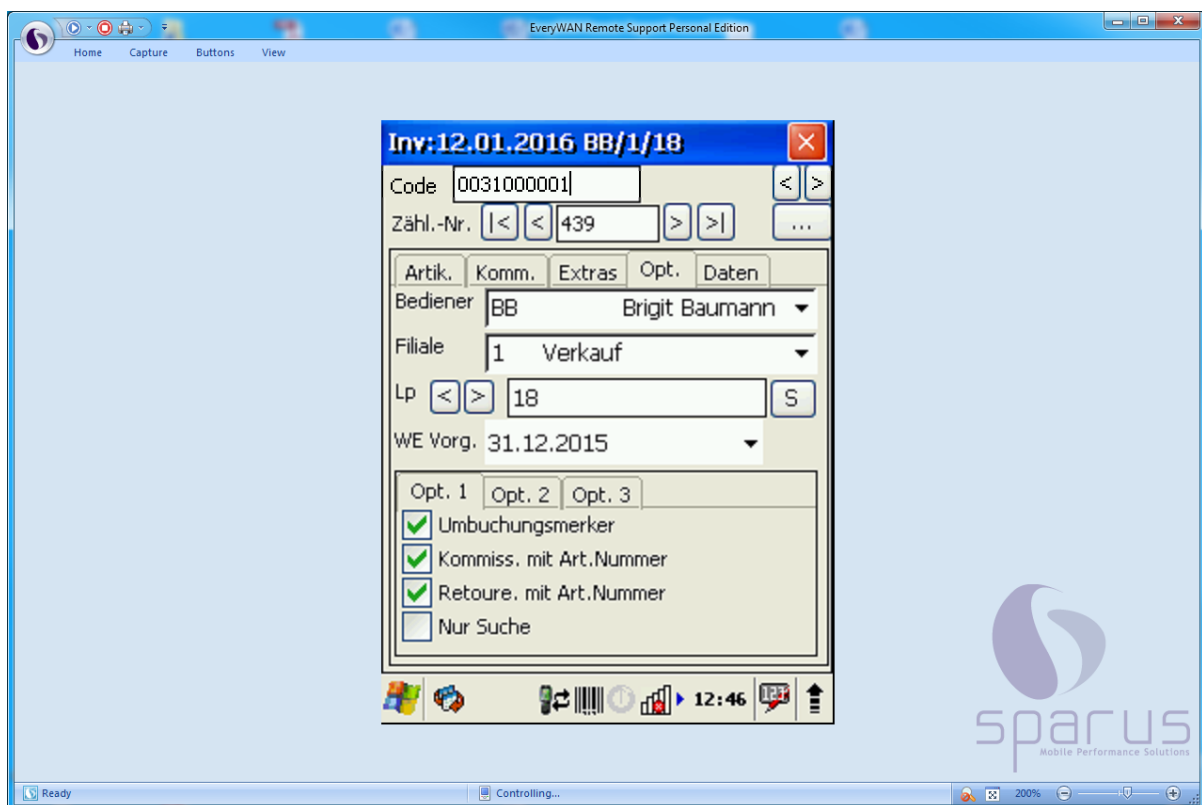 EveryWAN Remote Support Personal Edition
Home Capture Buttons View
Inv:12.01.2016 BB/1/18
Code 0031000001 < >
Zähl.-Nr. |< < 439 > >| ...
Artik. Komm. Extras Opt. Daten
Bediener BB Brigit Baumann
Filiale 1 Verkauf
Lp < > 18 S
WE Vorg. 31.12.2015
Opt. 1 Opt. 2 Opt. 3
Umbuchungsmerker
Kommiss. mit Art.Nummer
Retoure. mit Art.Nummer
Nur Suche
12:46 123
sparus
Mobile Performance Solutions
Ready Controlling... 200%